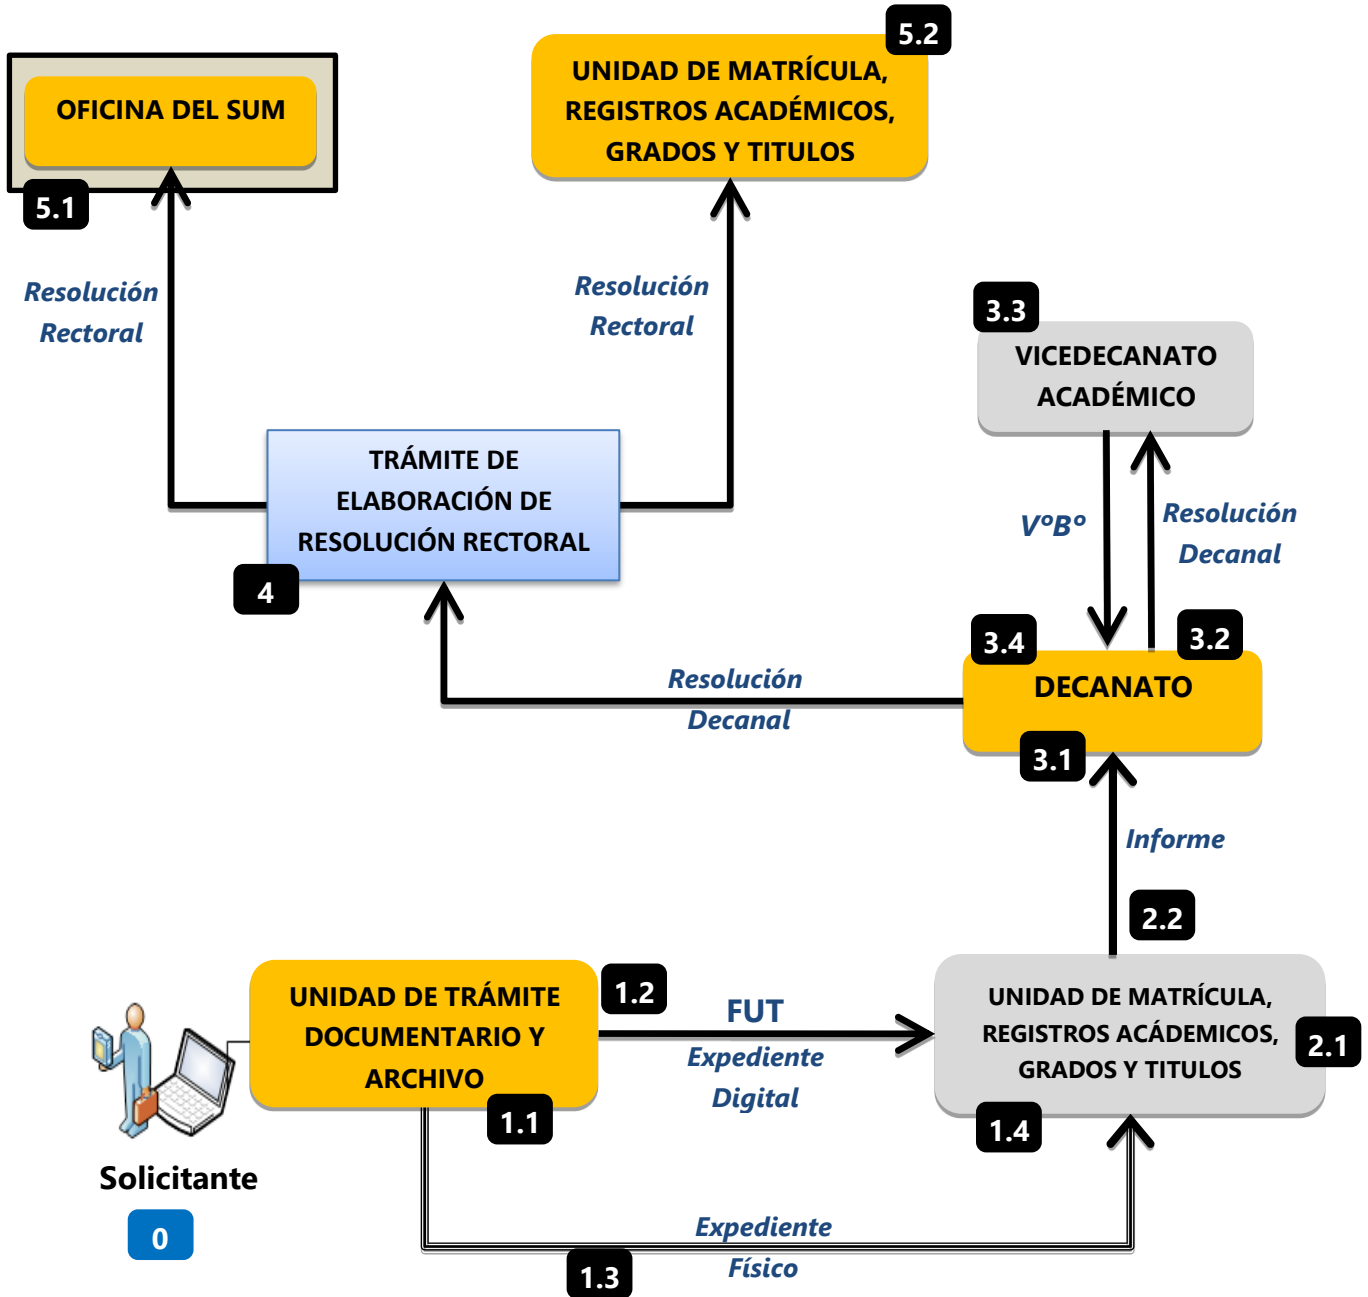 5.2
UNIDAD DE MATRÍCULA,
REGISTROS ACADÉMICOS,
GRADOS Y TITULOS
OFICINA DEL SUM
5.1
Resolución
Rectoral
Resolución
Rectoral
3.3
VICEDECANATO
ACADÉMICO
TRÁMITE DE
ELABORACIÓN DE
RESOLUCIÓN RECTORAL
4
VºBº
Resolución
Decanal
3.4
3.2
DECANATO
3.1
Resolución
Decanal
Informe
2.2
UNIDAD DE TRÁMITE
DOCUMENTARIO Y
ARCHIVO
1.1
1.2
FUT
Expediente
Digital
UNIDAD DE MATRÍCULA,
REGISTROS ACÁDEMICOS,
GRADOS Y TITULOS
2.1
1.4
Solicitante
0
Expediente
Físico
1.3